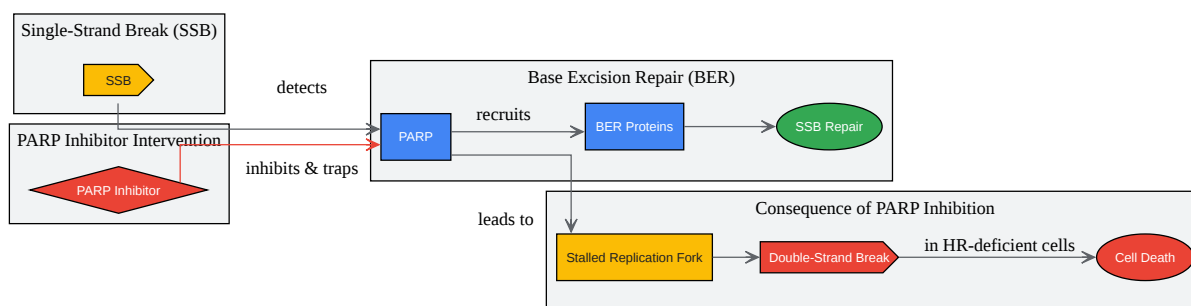 Single-Strand Break (SSB)
SSB
detects
PARP Inhibitor Intervention
PARP Inhibitor
inhibits & traps
Base Excision Repair (BER)
PARP
recruits
BER Proteins
SSB Repair
leads to
Consequence of PARP Inhibition
Stalled Replication Fork
Double-Strand Break
in HR-deficient cells
Cell Death